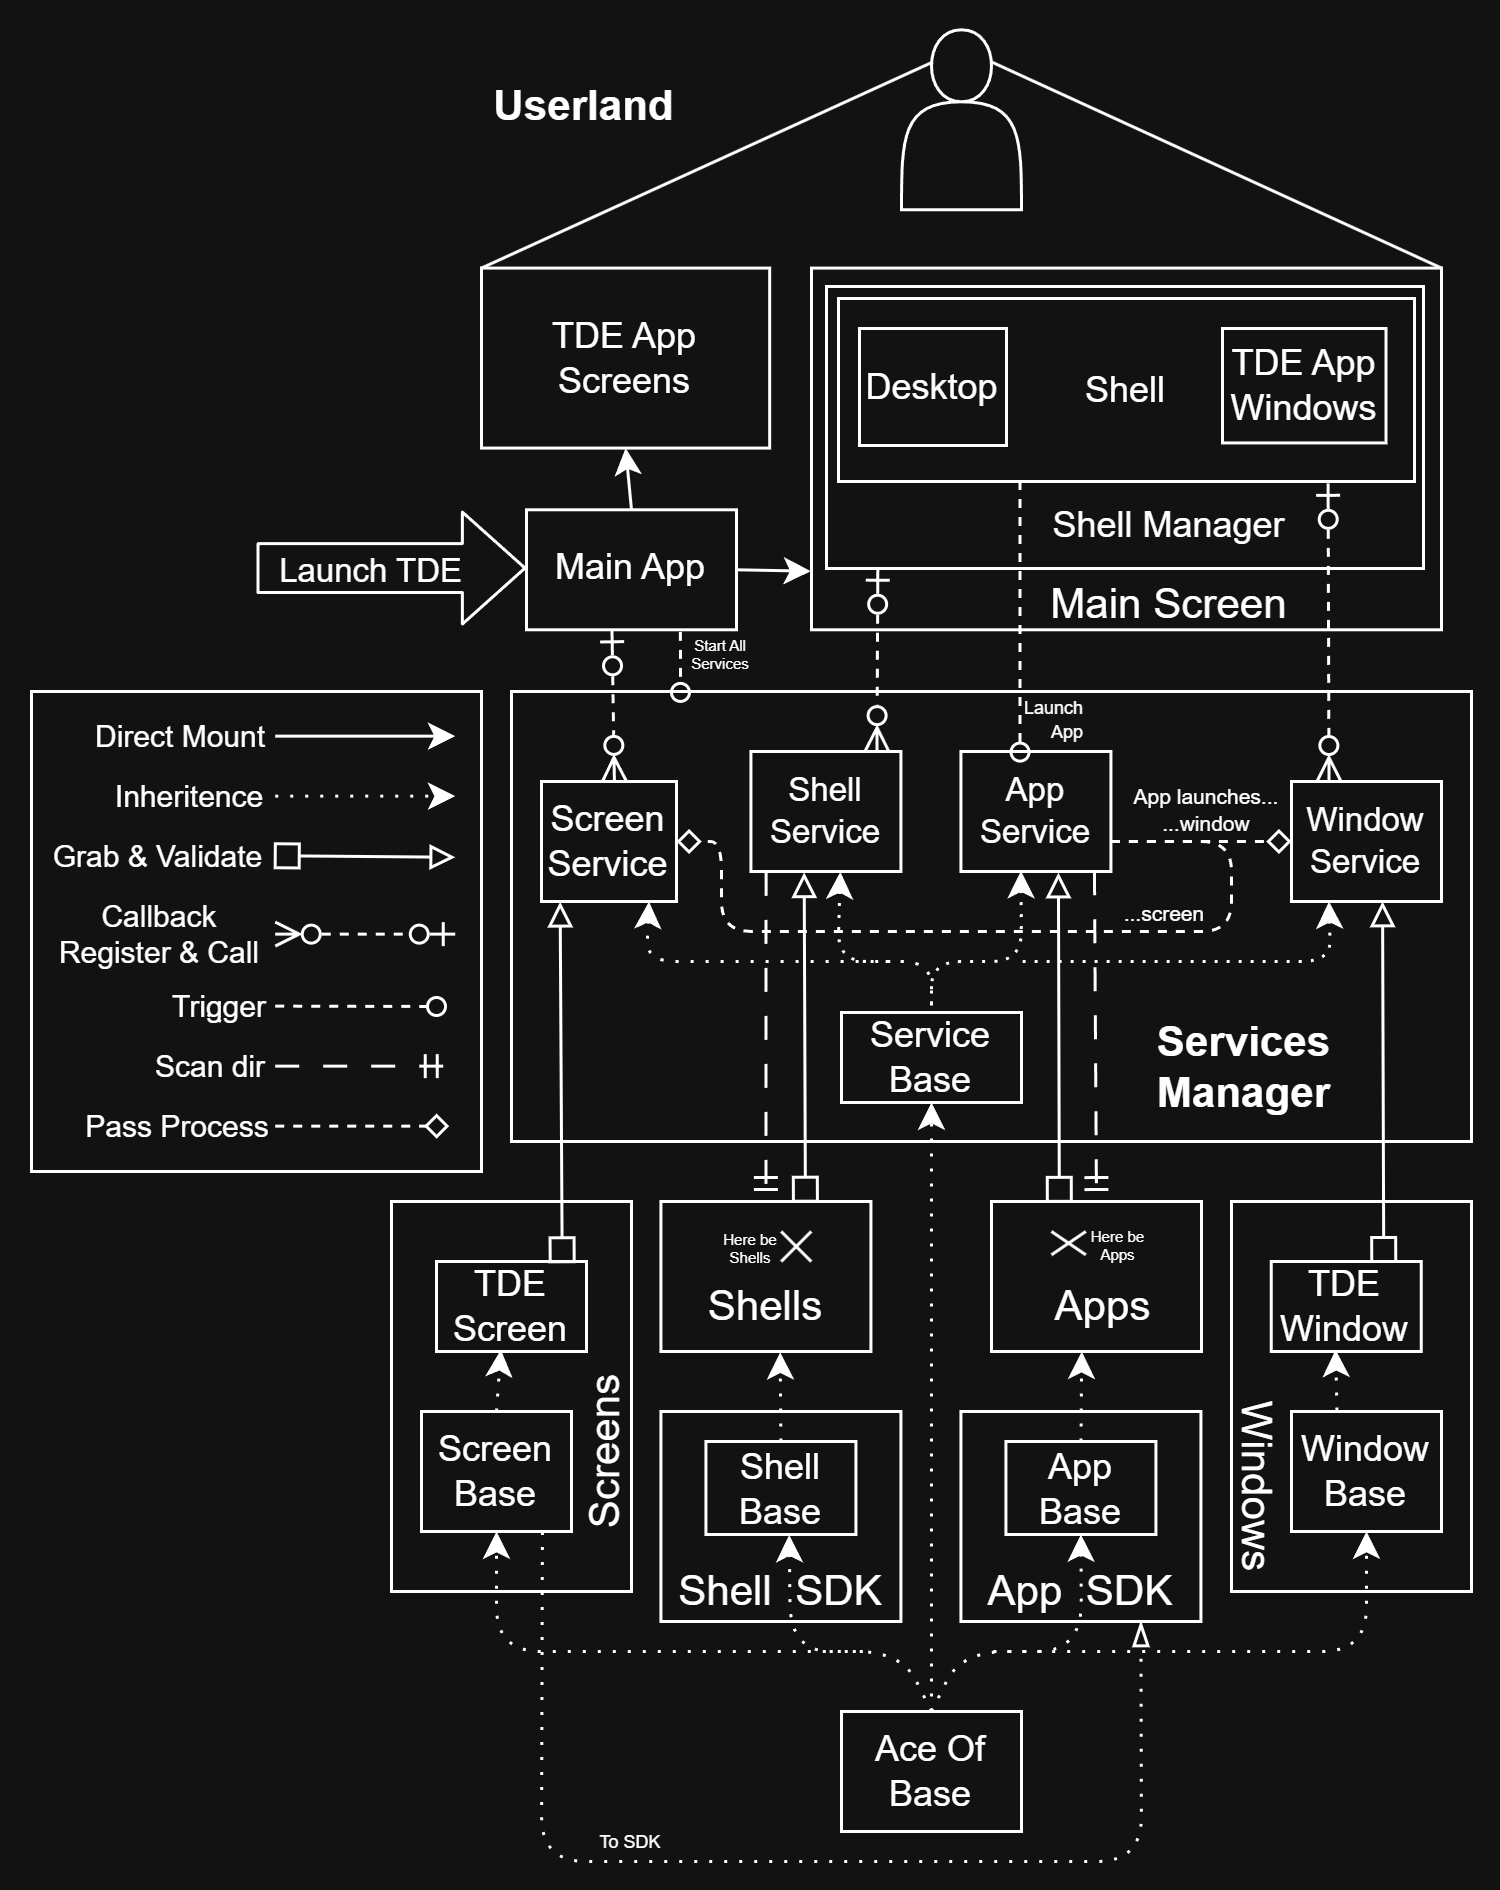 Userland
TDE App
Screens
Desktop
Shell
TDE App
Windows
Shell Manager
Main Screen
Launch TDE
Main App
Start All
Services
Direct Mount
Inheritence
Grab & Validate
Callback
Register & Call
Trigger
Scan dir
Pass Process
Launch
App
Screen
Service
Shell
Service
App
Service
App launches...
...window
...screen
Window
Service
Service
Base
Services
Manager
TDE
Screen
Screen
Base
Screens
Here be
Shells
Shells
Shell
Base
Shell SDK
Here be
Apps
Apps
App
Base
App SDK
TDE
Window
Window
Base
Windows
Ace Of
Base
To SDK